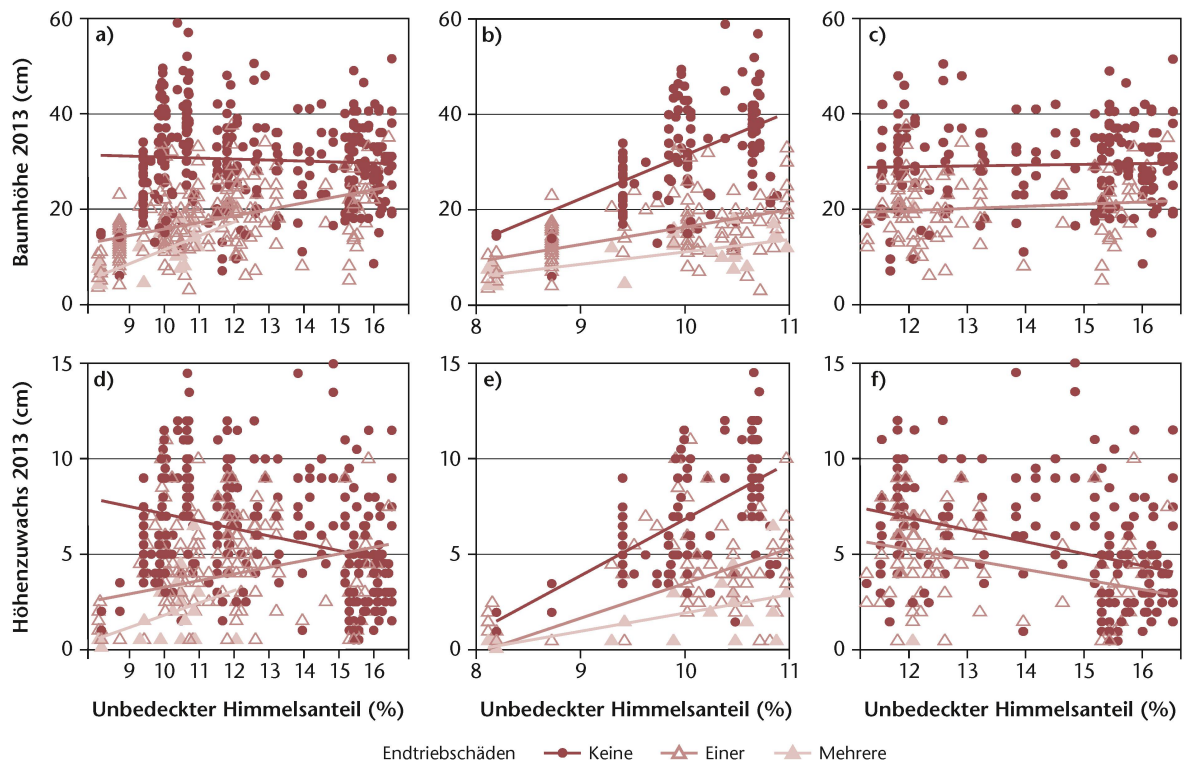 60
40
20
0
Baumhöhe 2013 (cm)
a)
9 10 11 12 13 14 15 16
60
40
20
0
b)
8 9 10 11
60
40
20
0
c)
12 13 14 15 16
15
10
5
0
Höhenzuwachs 2013 (cm)
d)
9 10 11 12 13 14 15 16
Unbedeckter Himmelsanteil (%)
15
10
5
0
e)
8 9 10 11
Unbedeckter Himmelsanteil (%)
15
10
5
0
f)
12 13 14 15 16
Unbedeckter Himmelsanteil (%)
Endtriebschäden Keine Einer Mehrere